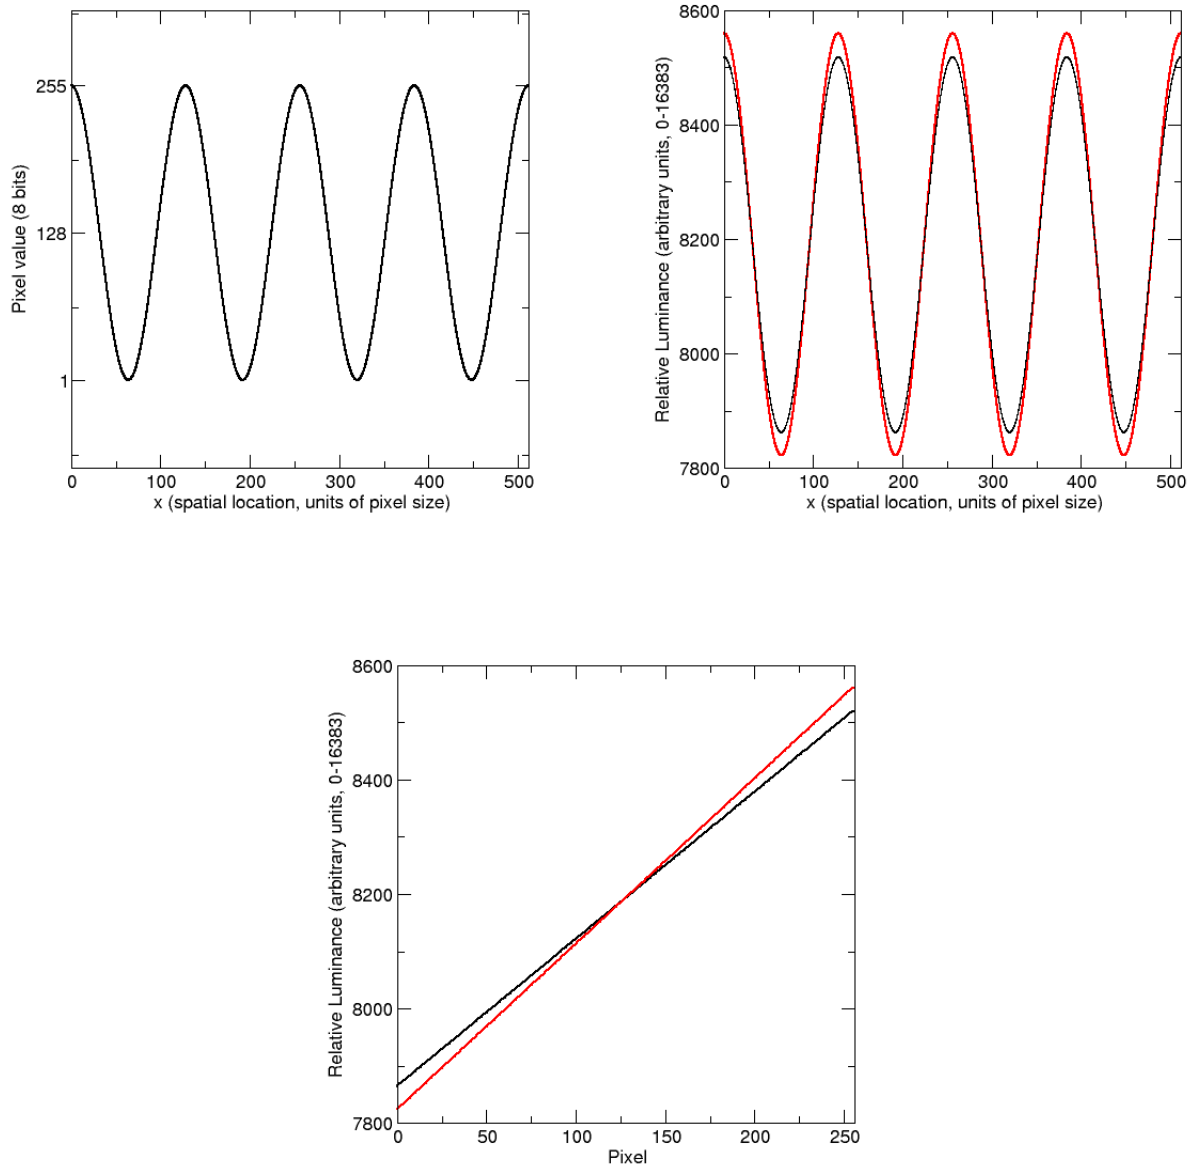 255
128
1
Pixel value (8 bits)
0 100 200 300 400 500
x (spatial location, units of pixel size)
8600
8400
8200
8000
7800
Relative Luminance (arbitrary units, 0-16383)
0 100 200 300 400 500
x (spatial location, units of pixel size)
8600
8400
8200
8000
7800
Relative Luminance (arbitrary units, 0-16383)
0 50 100 150 200 250
Pixel